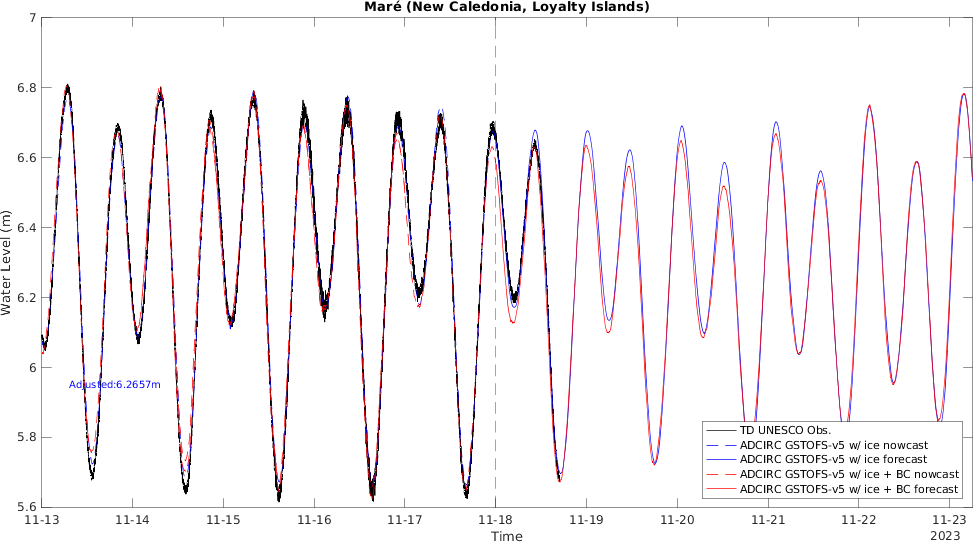 Maré (New Caledonia, Loyalty Islands)
7
6.8
6.6
6.4
6.2
6
5.8
5.6
Water Level (m)
Adjusted:6.2657m
TD UNESCO Obs.
ADCIRC GSTOFS-v5 w/ ice nowcast
ADCIRC GSTOFS-v5 w/ ice forecast
ADCIRC GSTOFS-v5 w/ ice + BC nowcast
ADCIRC GSTOFS-v5 w/ ice + BC forecast
11-13 11-14 11-15 11-16 11-17 11-18 11-19 11-20 11-21 11-22 11-23
2023
Time